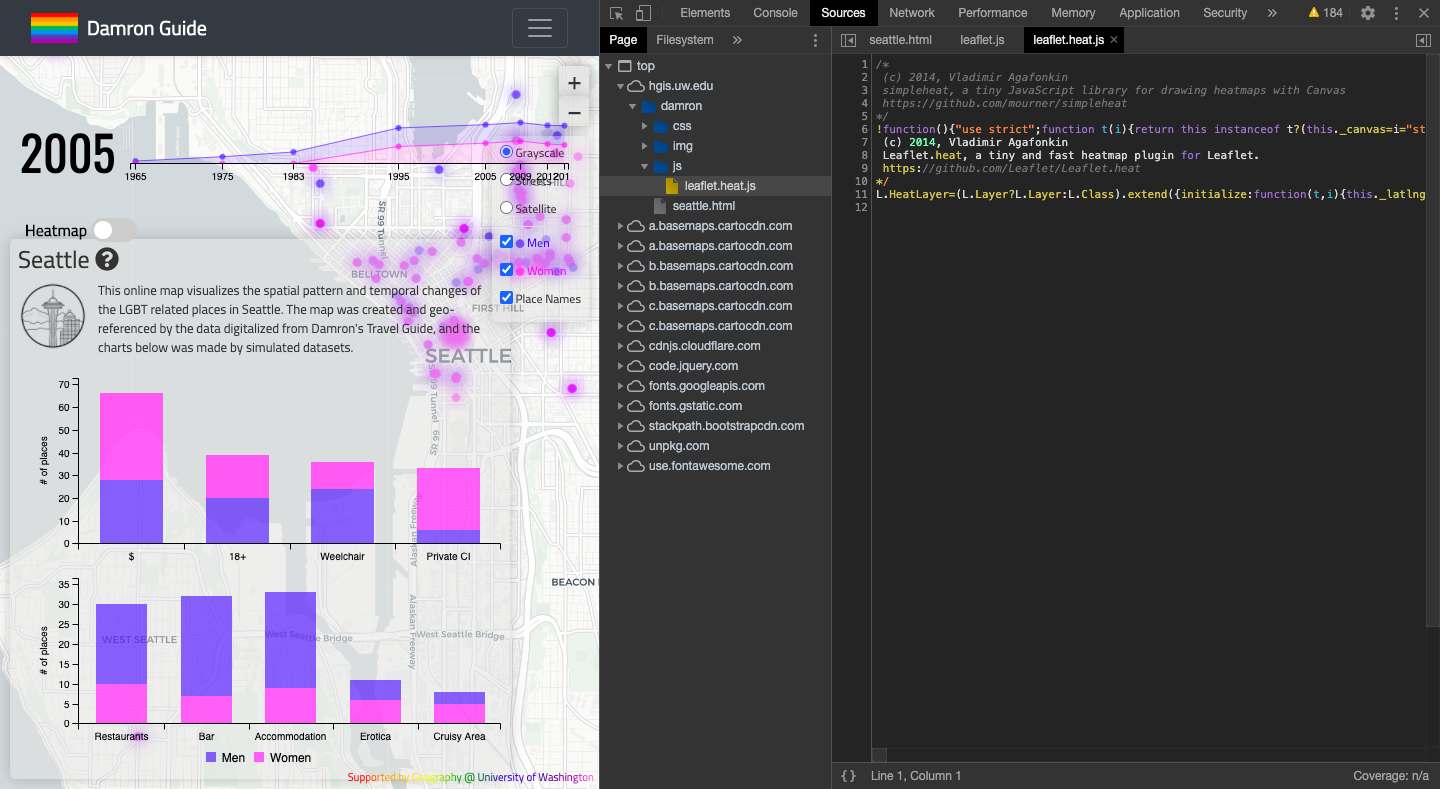 Damron Guide
2005
1965 1975 1983 1995 2005 2009 2012 201
Grayscale
Streets
Satellite
Men
Women
Place Names
Heatmap
Seattle ?
This online map visualizes the spatial pattern and temporal changes of
the LGBT related places in Seattle. The map was created and geo-
referenced by the data digitalized from Damron's Travel Guide, and the
charts below was made by simulated datasets.
SR 99 Tunnel
BELLTOWN
FIRST HILL
SEATTLE
SR 99 Tunnel
Alaskan Freeway
BEACON
WEST SEATTLE
West Seattle Bridge
West Seattle Bridge
Alaskan Freeway
# of places
70
60
50
40
30
20
10
0
$ 18+ Weelchair Private Cl
# of places
35
30
25
20
15
10
5
0
Restaurants Bar Accommodation Erotica Cruisy Area
Men Women
Supported by Geography @ University of Washington
Elements Console Sources Network Performance Memory Application Security » 184
Page Filesystem »
top
hgis.uw.edu
damron
css
img
js
leaflet.heat.js
seattle.html
a.basemaps.cartocdn.com
a.basemaps.cartocdn.com
b.basemaps.cartocdn.com
b.basemaps.cartocdn.com
c.basemaps.cartocdn.com
c.basemaps.cartocdn.com
cdnjs.cloudflare.com
code.jquery.com
fonts.googleapis.com
fonts.gstatic.com
stackpath.bootstrapcdn.com
unpkg.com
use.fontawesome.com
seattle.html leaflet.js leaflet.heat.js ×
1 /*
2 (c) 2014, Vladimir Agafonkin
3 simpleheat, a tiny JavaScript library for drawing heatmaps with Canvas
4 https://github.com/mourner/simpleheat
5 */
6 !function(){"use strict";function t(i){return this instanceof t?(this._canvas=i="st
7 (c) 2014, Vladimir Agafonkin
8 Leaflet.heat, a tiny and fast heatmap plugin for Leaflet.
9 https://github.com/Leaflet/Leaflet.heat
10 */
11 L.HeatLayer=(L.Layer?L.Layer:L.Class).extend({initialize:function(t,i){this._latlng
12
{} Line 1, Column 1 Coverage: n/a